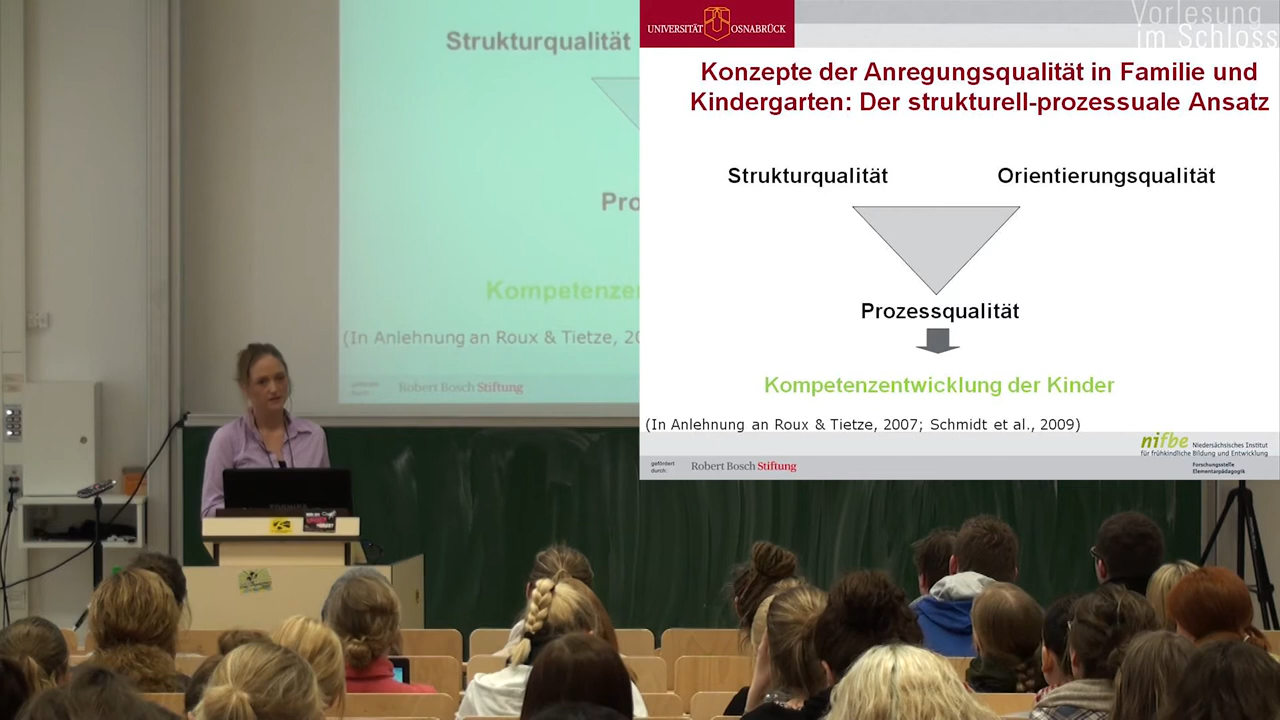 Strukturqualität
Kompetenzen
(In Anlehnung an Roux & Tietze, 20
Robert Bosch Stiftung
UNIVERSITÄT OSNABRÜCK
Vorlesung
im Schloss
Konzepte der Anregungsqualität in Familie und
Kindergarten: Der strukturell-prozessuale Ansatz
Strukturqualität
Orientierungsqualität
Prozessqualität
Kompetenzentwicklung der Kinder
(In Anlehnung an Roux & Tietze, 2007; Schmidt et al., 2009)
gefördert
durch:
Robert Bosch Stiftung
nifbe
Niedersächsisches Institut
für frühkindliche Bildung und Entwicklung
Forschungsstelle
Elementarpädagogik